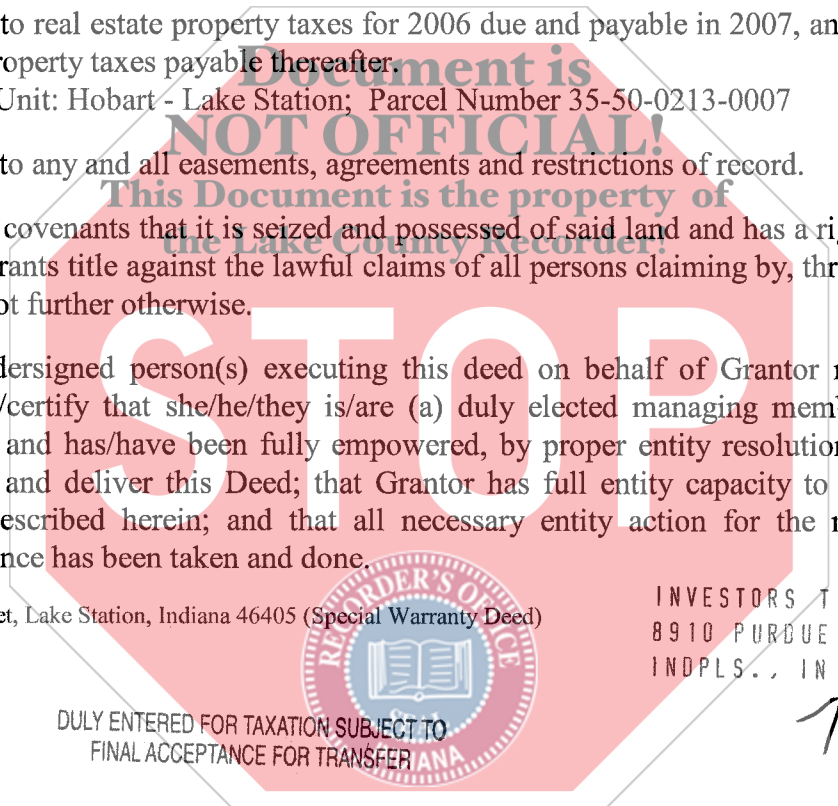 to real estate property taxes for 2006 due and payable in 2007, an
roperty taxes payable thereafter.
Document is
Unit: Hobart - Lake Station; Parcel Number 35-50-0213-0007
NOT OFFICIAL!
to any and all easements, agreements and restrictions of record.
This Document is the property of
covenants that it is seized and possessed of said land and has a ri
the Lake County Recorder!
rants title against the lawful claims of all persons claiming by, thr
ot further otherwise.
STOP
dersigned person(s) executing this deed on behalf of Grantor r
/certify that she/he/they is/are (a) duly elected managing mem
and has/have been fully empowered, by proper entity resolution
and deliver this Deed; that Grantor has full entity capacity to
escribed herein; and that all necessary entity action for the
nce has been taken and done.
et, Lake Station, Indiana 46405 (Special Warranty Deed)
INVESTORS T
8910 PURDUE
INDPLS., IN
RECORDER'S OFFICE
SEAL
INDIANA
DULY ENTERED FOR TAXATION SUBJECT TO
FINAL ACCEPTANCE FOR TRANSFER